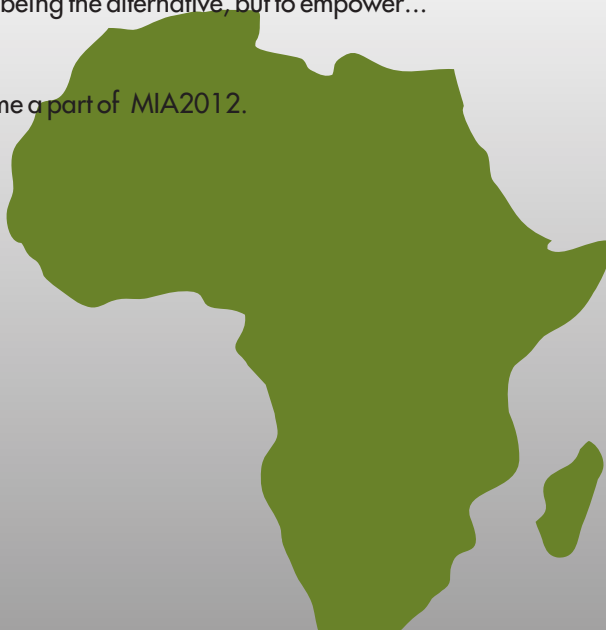 being the alternative, but to empower...
me a part of MIA2012.